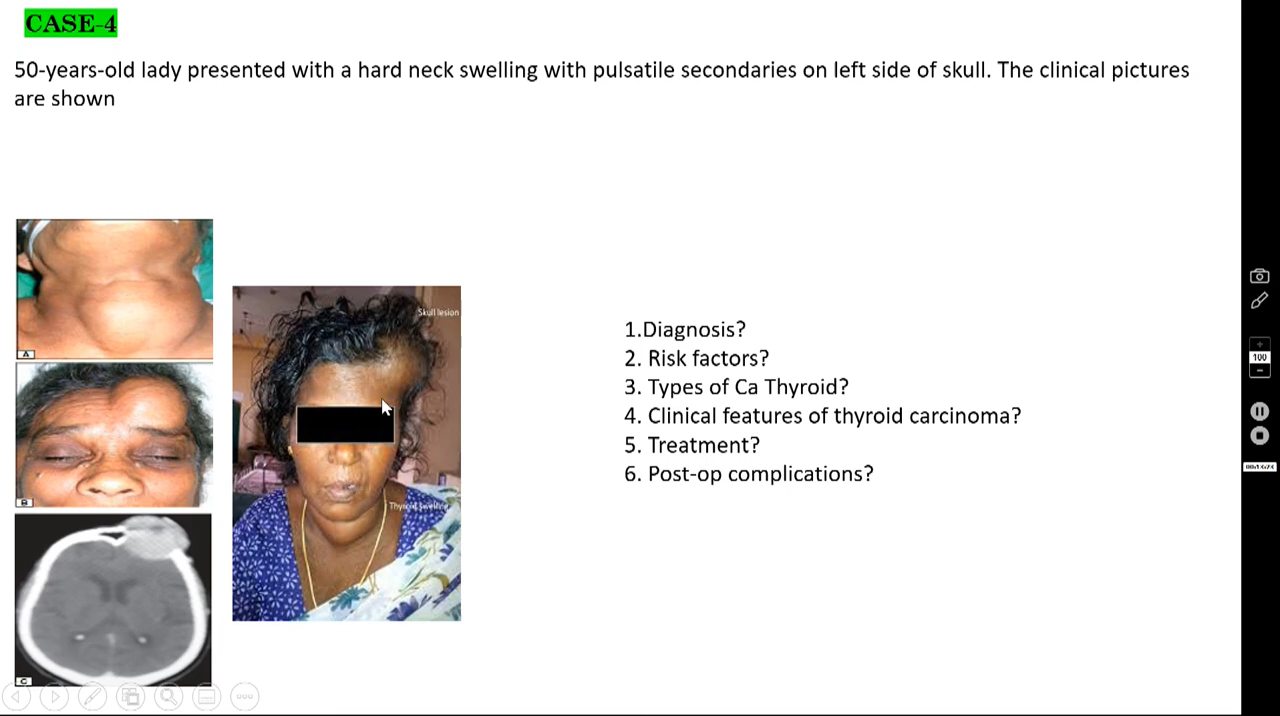 CASE-4
50-years-old lady presented with a hard neck swelling with pulsatile secondaries on left side of skull. The clinical pictures
are shown
A
B
C
Skull lesion
Thyroid swelling
1.Diagnosis?
2. Risk factors?
3. Types of Ca Thyroid?
4. Clinical features of thyroid carcinoma?
5. Treatment?
6. Post-op complications?
100